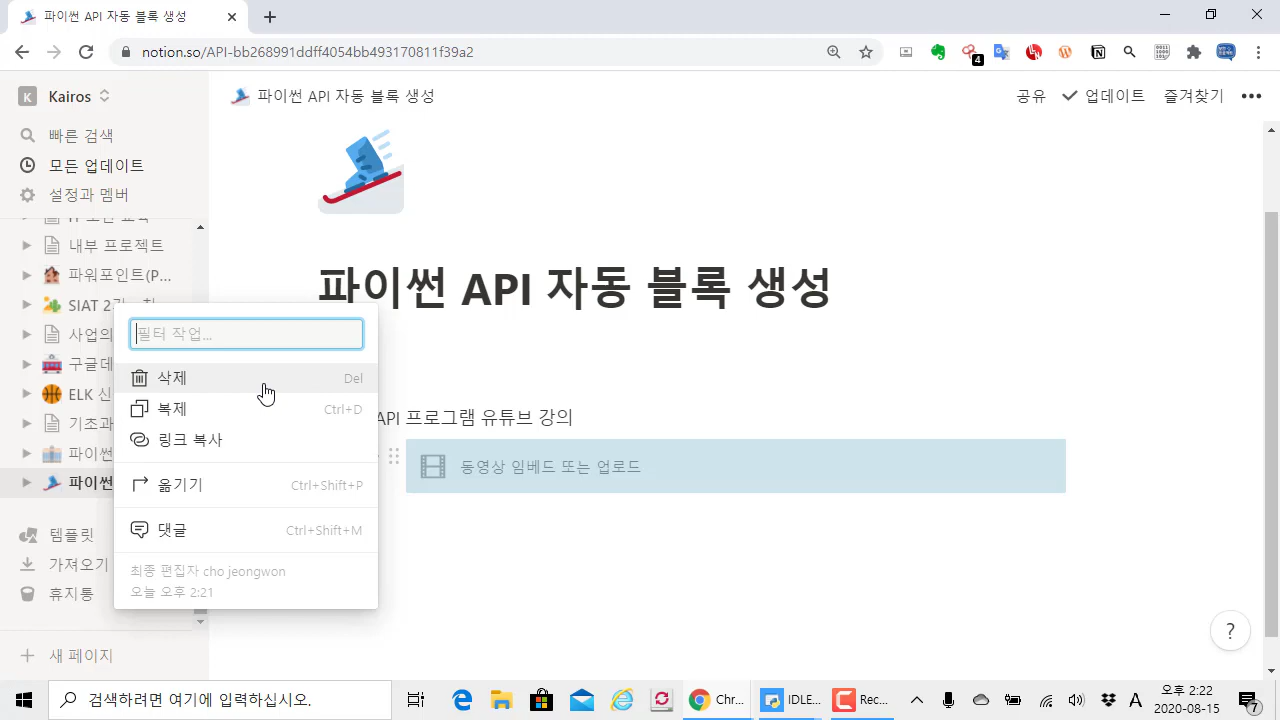 파이썬 API 자동 블록 생성
notion.so/API-bb268991ddff4054bb493170811f39a2
4
K Kairos
파이썬 API 자동 블록 생성
공유 업데이트 즐겨찾기
빠른 검색
모든 업데이트
설정과 멤버
내부 프로젝트
파워포인트(P...
SIAT 2
사업의
구글데
ELK 신
기초과
파이썬
파이썬
템플릿
가져오기
휴지통
새 페이지
파이썬 API 자동 블록 생성
API 프로그램 유튜브 강의
동영상 임베드 또는 업로드
필터 작업...
삭제 Del
복제 Ctrl+D
링크 복사
옮기기 Ctrl+Shift+P
댓글 Ctrl+Shift+M
최종 편집자 cho jeongwon
오늘 오후 2:21
?
검색하려면 여기에 입력하십시오.
Chr...
IDLE...
Rec...
A
오후 2:22
2020-08-15
7